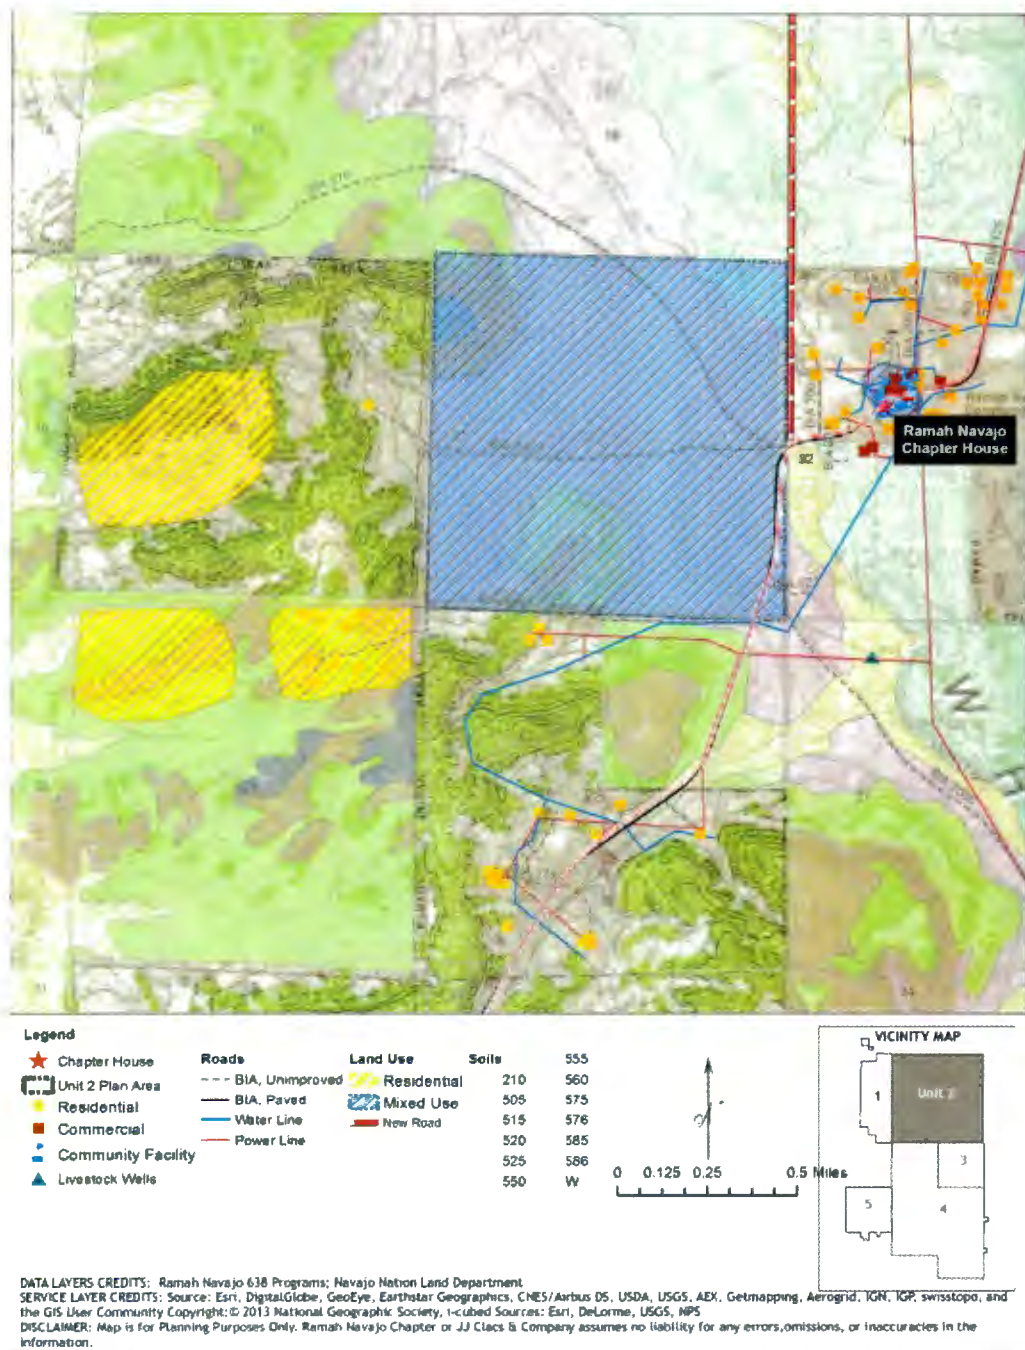 Ramah Navajo
Chapter House
Legend
Chapter House
Unit 2 Plan Area
Residential
Commercial
Community Facility
Livestock Wells
Roads
BIA, Unimproved
BIA, Paved
Water Line
Power Line
Land Use
Residential
Mixed Use
New Road
Soils
210
505
515
520
525
550
555
560
575
576
585
586
W
0 0.125 0.25 0.5 Miles
VICINITY MAP
1
Unit 2
3
5
4
DATA LAYERS CREDITS: Ramah Navajo 638 Programs; Navajo Nation Land Department
SERVICE LAYER CREDITS: Source: Esri, DigitalGlobe, GeoEye, Earthstar Geographics, CNES/Airbus DS, USDA, USGS, AEX, Getmapping, Aerogrid, IGN, IGP, swisstopo, and
the GIS User Community Copyright:© 2013 National Geographic Society, i-cubed Sources: Esri, DeLorme, USGS, NPS
DISCLAIMER: Map is for Planning Purposes Only. Ramah Navajo Chapter or JJ Clacs & Company assumes no liability for any errors,omissions, or inaccuracies in the
information.